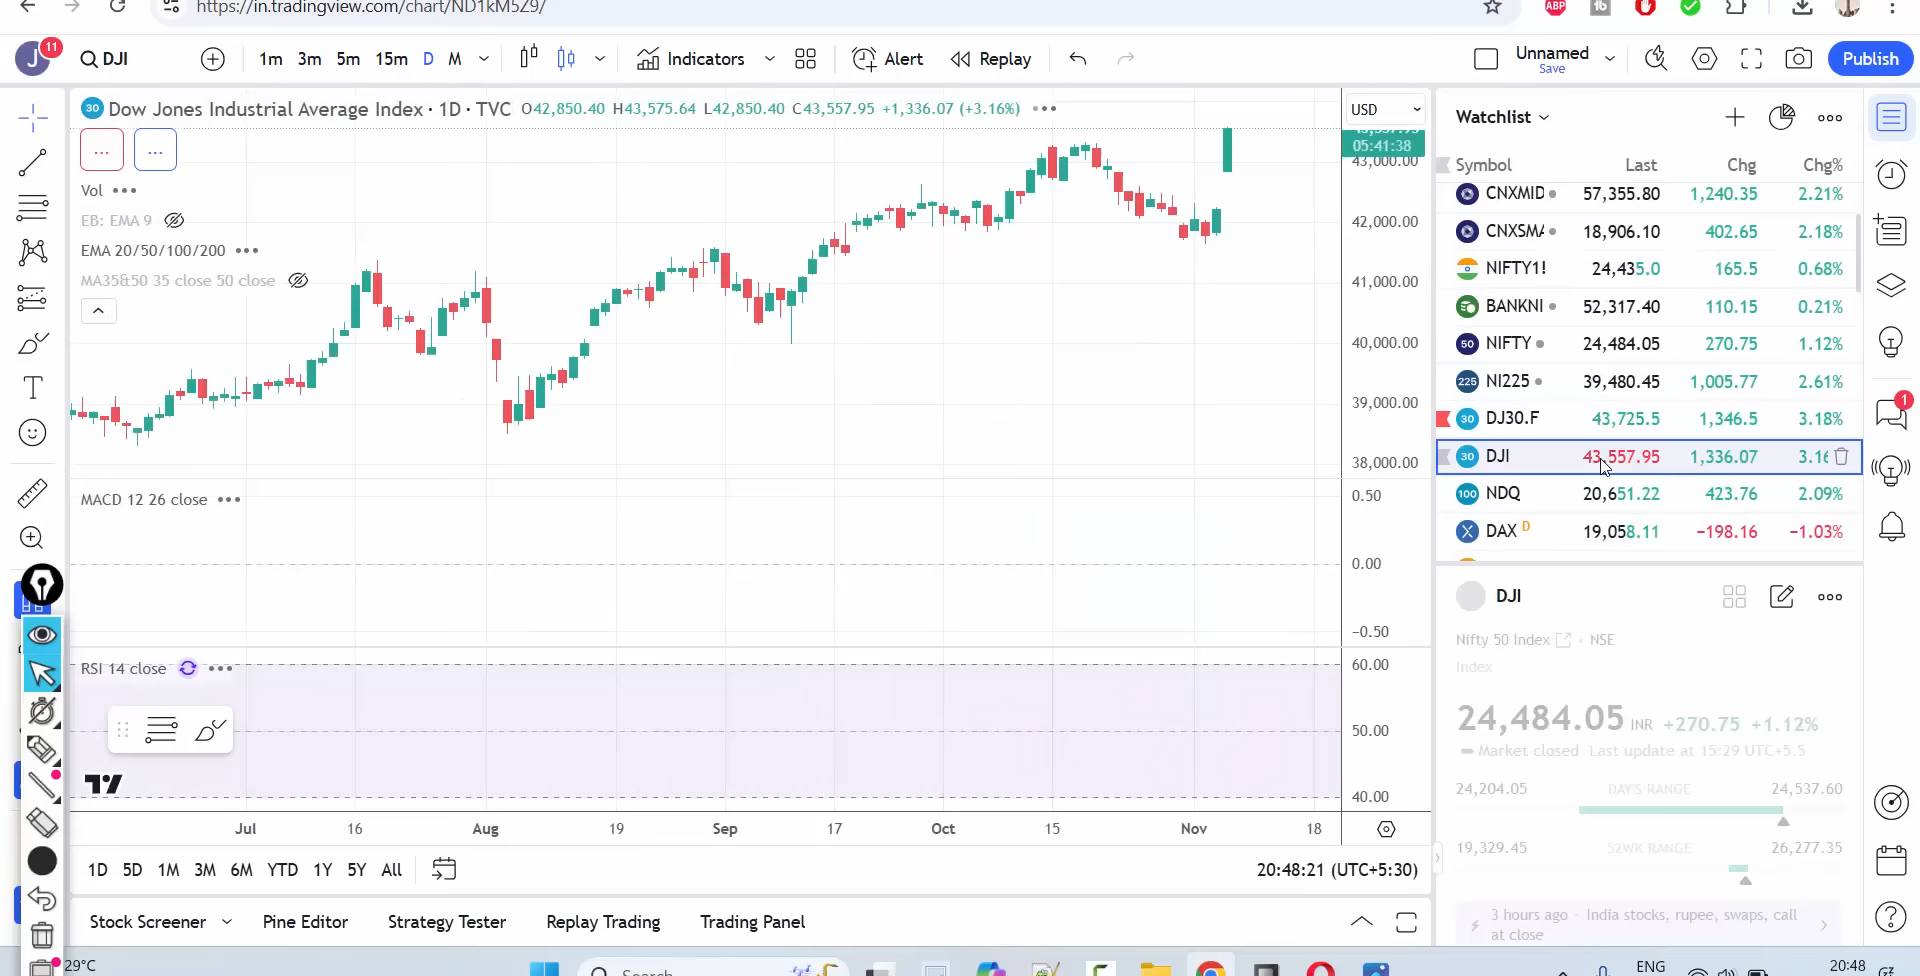 https://in.tradingview.com/chart/ND1kM5Z9/
ABP
J 11 DJI 1m 3m 5m 15m D M Indicators Alert Replay Unnamed Save Publish
30 Dow Jones Industrial Average Index · 1D · TVC O42,850.40 H43,575.64 L42,850.40 C43,557.95 +1,336.07 (+3.16%)
USD
... ...
05:41:38
Vol
EB: EMA 9
EMA 20/50/100/200
MA35&50 35 close 50 close
43,000.00
42,000.00
41,000.00
40,000.00
39,000.00
38,000.00
MACD 12 26 close
0.50
0.00
−0.50
RSI 14 close
60.00
50.00
40.00
Jul 16 Aug 19 Sep 17 Oct 15 Nov 18
1D 5D 1M 3M 6M YTD 1Y 5Y All
20:48:21 (UTC+5:30)
Stock Screener Pine Editor Strategy Tester Replay Trading Trading Panel
Watchlist
Symbol Last Chg Chg%
CNXMID 57,355.80 1,240.35 2.21%
CNXSMA 18,906.10 402.65 2.18%
NIFTY1! 24,435.0 165.5 0.68%
BANKNI 52,317.40 110.15 0.21%
50 NIFTY 24,484.05 270.75 1.12%
225 NI225 39,480.45 1,005.77 2.61%
30 DJ30.F 43,725.5 1,346.5 3.18%
30 DJI 43,557.95 1,336.07 3.16
100 NDQ 20,651.22 423.76 2.09%
X DAX D 19,058.11 −198.16 −1.03%
1
DJI
Nifty 50 Index · NSE
Index
24,484.05 INR +270.75 +1.12%
Market closed Last update at 15:29 UTC+5.5
24,204.05 DAY'S RANGE 24,537.60
19,329.45 52WK RANGE 26,277.35
3 hours ago · India stocks, rupee, swaps, call
at close
29°C
Search
ENG
20:48